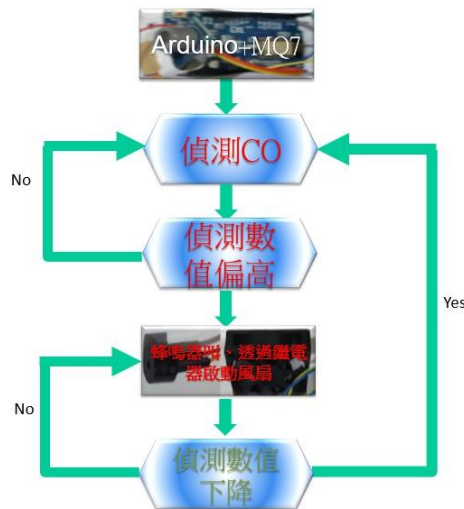 Arduino+MQ7
偵測CO
No
偵測數
值偏高
Yes
蜂鳴器叫、透過繼電
器啟動風扇
No
偵測數值
下降